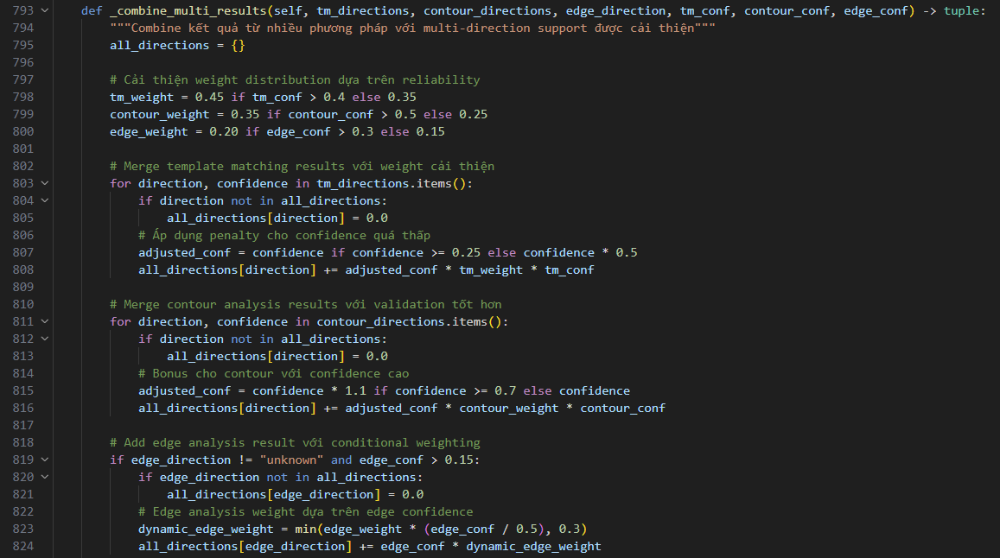 793 def _combine_multi_results(self, tm_directions, contour_directions, edge_direction, tm_conf, contour_conf, edge_conf) -> tuple:
794     """Combine kết quả từ nhiều phương pháp với multi-direction support được cải thiện"""
795     all_directions = {}
796
797     # Cải thiện weight distribution dựa trên reliability
798     tm_weight = 0.45 if tm_conf > 0.4 else 0.35
799     contour_weight = 0.35 if contour_conf > 0.5 else 0.25
800     edge_weight = 0.20 if edge_conf > 0.3 else 0.15
801
802     # Merge template matching results với weight cải thiện
803     for direction, confidence in tm_directions.items():
804         if direction not in all_directions:
805             all_directions[direction] = 0.0
806         # Áp dụng penalty cho confidence quá thấp
807         adjusted_conf = confidence if confidence >= 0.25 else confidence * 0.5
808         all_directions[direction] += adjusted_conf * tm_weight * tm_conf
809
810     # Merge contour analysis results với validation tốt hơn
811     for direction, confidence in contour_directions.items():
812         if direction not in all_directions:
813             all_directions[direction] = 0.0
814         # Bonus cho contour với confidence cao
815         adjusted_conf = confidence * 1.1 if confidence >= 0.7 else confidence
816         all_directions[direction] += adjusted_conf * contour_weight * contour_conf
817
818     # Add edge analysis result với conditional weighting
819     if edge_direction != "unknown" and edge_conf > 0.15:
820         if edge_direction not in all_directions:
821             all_directions[edge_direction] = 0.0
822         # Edge analysis weight dựa trên edge confidence
823         dynamic_edge_weight = min(edge_weight * (edge_conf / 0.5), 0.3)
824         all_directions[edge_direction] += edge_conf * dynamic_edge_weight